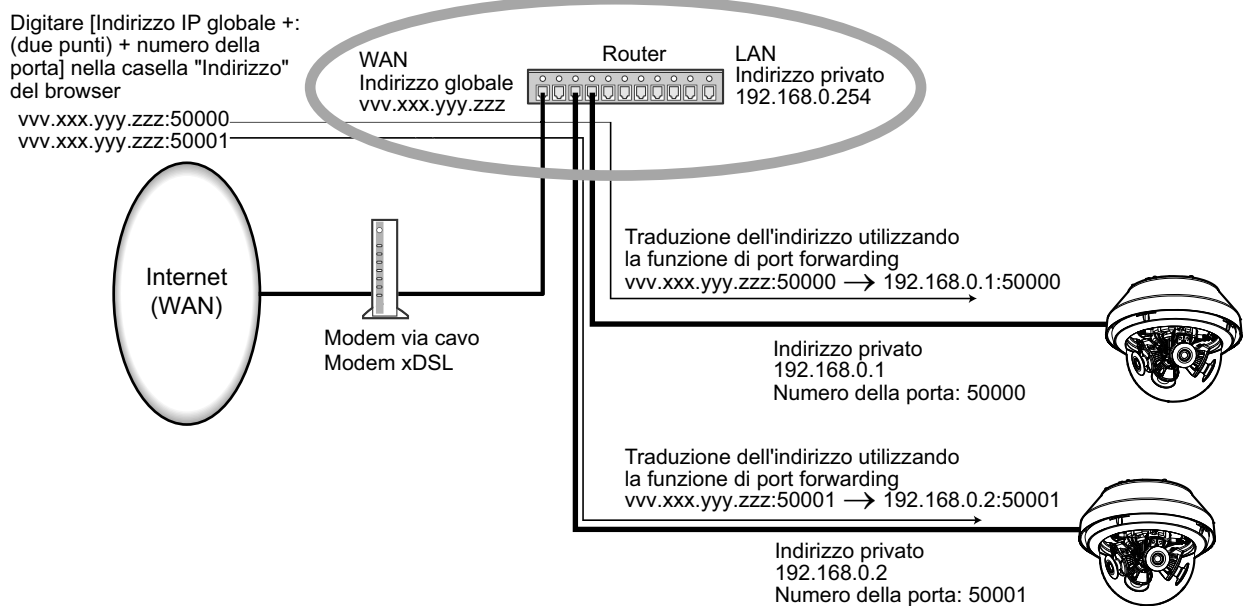 Digitare [Indirizzo IP globale +:
(due punti) + numero della
porta] nella casella "Indirizzo"
del browser
vvv.xxx.yyy.zzz:50000
vvv.xxx.yyy.zzz:50001
WAN
Indirizzo globale
vvv.xxx.yyy.zzz
Router
LAN
Indirizzo privato
192.168.0.254
Internet
(WAN)
Modem via cavo
Modem xDSL
Traduzione dell'indirizzo utilizzando
la funzione di port forwarding
vvv.xxx.yyy.zzz:50000 → 192.168.0.1:50000
Indirizzo privato
192.168.0.1
Numero della porta: 50000
Traduzione dell'indirizzo utilizzando
la funzione di port forwarding
vvv.xxx.yyy.zzz:50001 → 192.168.0.2:50001
Indirizzo privato
192.168.0.2
Numero della porta: 50001